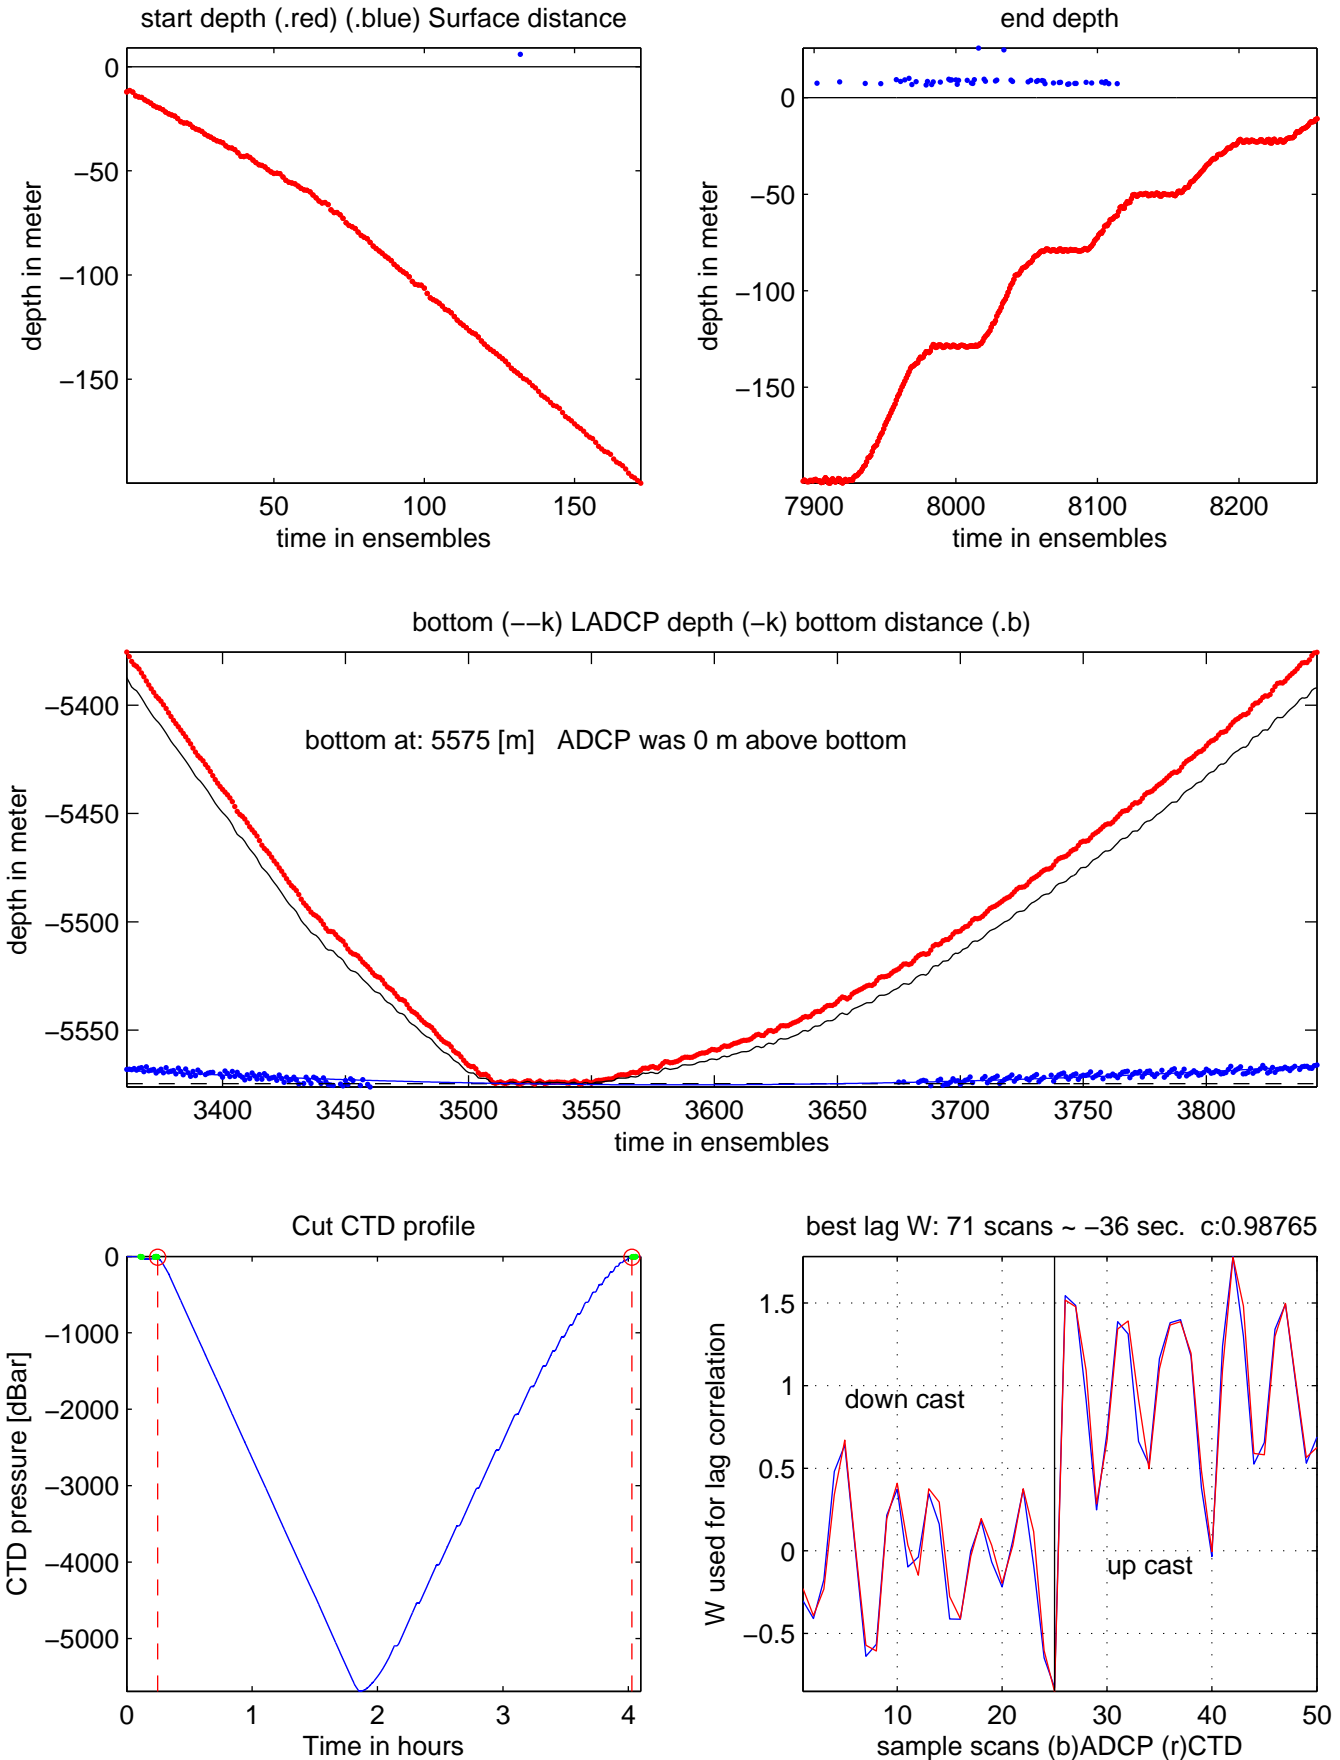 start depth (.red) (.blue) Surface distance
0
−50
−100
−150
depth in meter
50
100
150
time in ensembles
end depth
0
−50
−100
−150
depth in meter
7900
8000
8100
8200
time in ensembles
bottom (−−k) LADCP depth (−k) bottom distance (.b)
−5400
−5450
−5500
−5550
depth in meter
bottom at: 5575 [m]   ADCP was 0 m above bottom
3400
3450
3500
3550
3600
3650
3700
3750
3800
time in ensembles
Cut CTD profile
0
−1000
−2000
−3000
−4000
−5000
CTD pressure [dBar]
0
1
2
3
4
Time in hours
best lag W: 71 scans ~ −36 sec.  c:0.98765
1.5
1
0.5
0
−0.5
W used for lag correlation
down cast
up cast
10
20
30
40
50
sample scans (b)ADCP (r)CTD